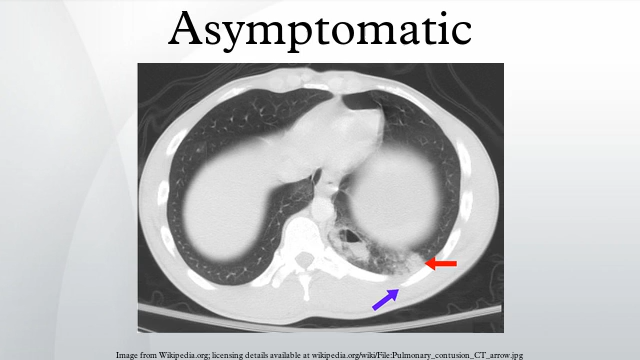 Asymptomatic
Image from Wikipedia.org; licensing details available at wikipedia.org/wiki/File:Pulmonary_contusion_CT_arrow.jpg